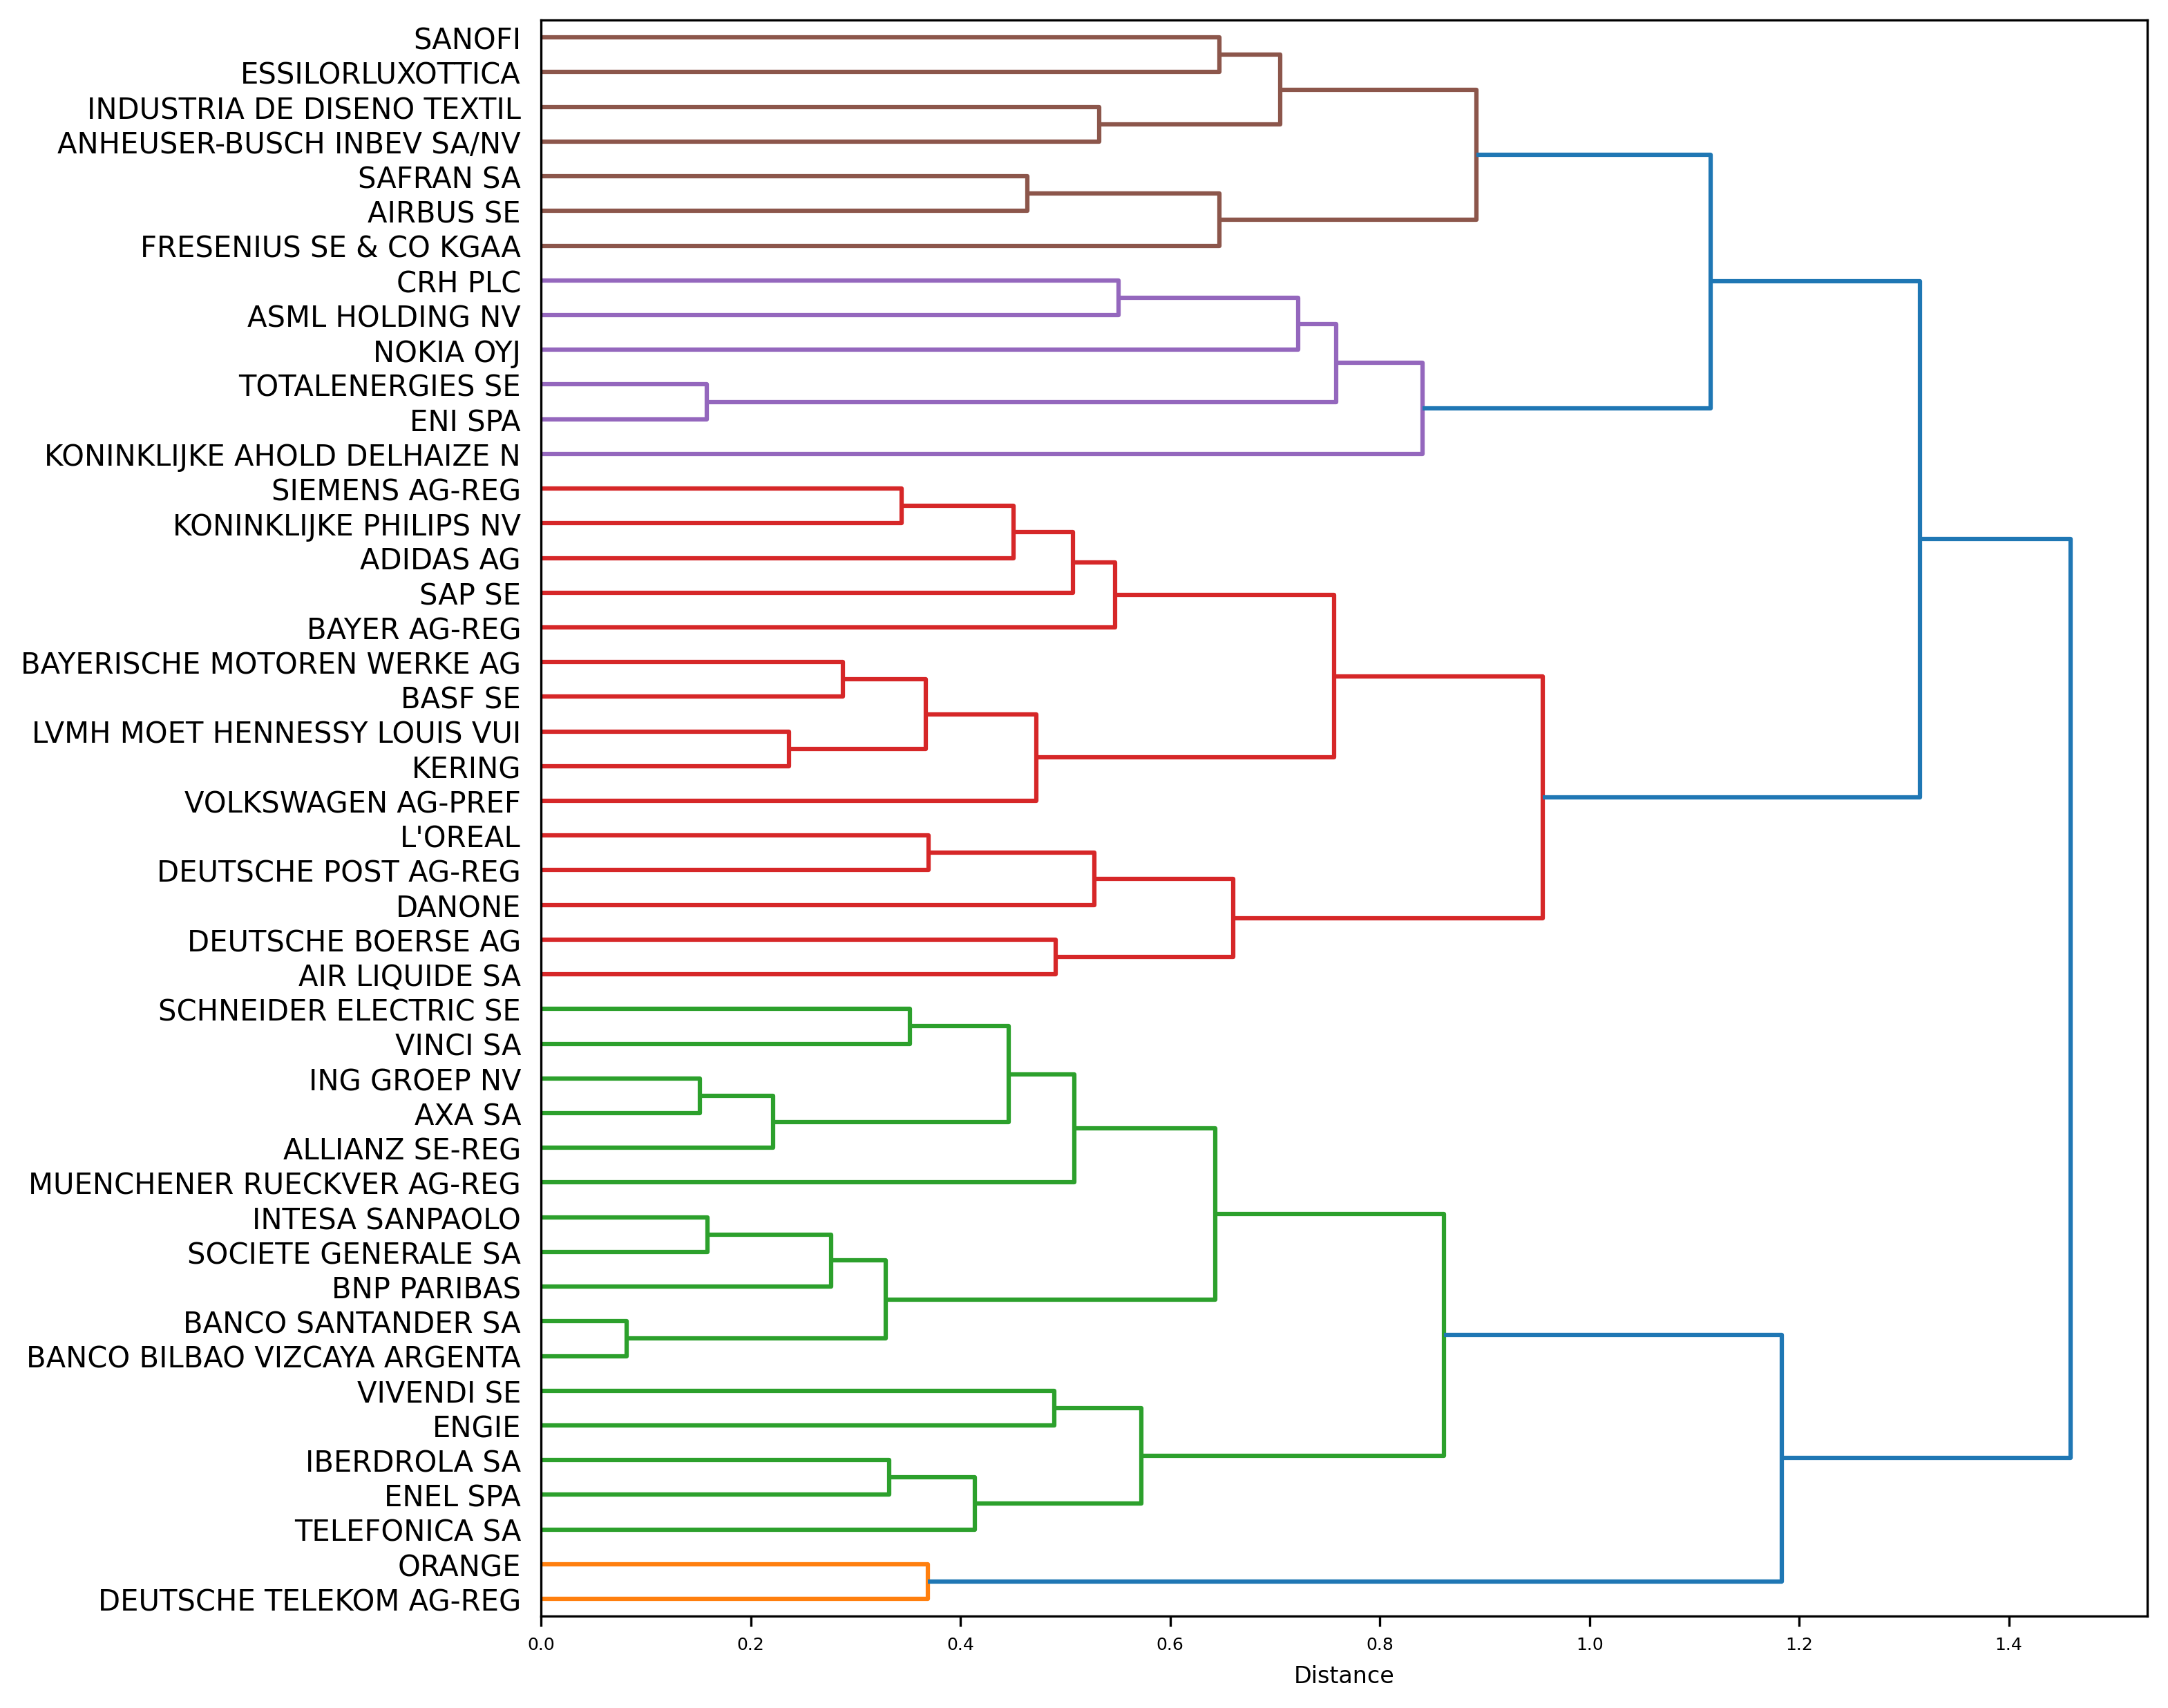 SANOFI
ESSILORLUXOTTICA
INDUSTRIA DE DISENO TEXTIL
ANHEUSER-BUSCH INBEV SA/NV
SAFRAN SA
AIRBUS SE
FRESENIUS SE & CO KGAA
CRH PLC
ASML HOLDING NV
NOKIA OYJ
TOTALENERGIES SE
ENI SPA
KONINKLIJKE AHOLD DELHAIZE N
SIEMENS AG-REG
KONINKLIJKE PHILIPS NV
ADIDAS AG
SAP SE
BAYER AG-REG
BAYERISCHE MOTOREN WERKE AG
BASF SE
LVMH MOET HENNESSY LOUIS VUI
KERING
VOLKSWAGEN AG-PREF
L'OREAL
DEUTSCHE POST AG-REG
DANONE
DEUTSCHE BOERSE AG
AIR LIQUIDE SA
SCHNEIDER ELECTRIC SE
VINCI SA
ING GROEP NV
AXA SA
ALLIANZ SE-REG
MUENCHENER RUECKVER AG-REG
INTESA SANPAOLO
SOCIETE GENERALE SA
BNP PARIBAS
BANCO SANTANDER SA
BANCO BILBAO VIZCAYA ARGENTA
VIVENDI SE
ENGIE
IBERDROLA SA
ENEL SPA
TELEFONICA SA
ORANGE
DEUTSCHE TELEKOM AG-REG
0.0 0.2 0.4 0.6 0.8 1.0 1.2 1.4
Distance